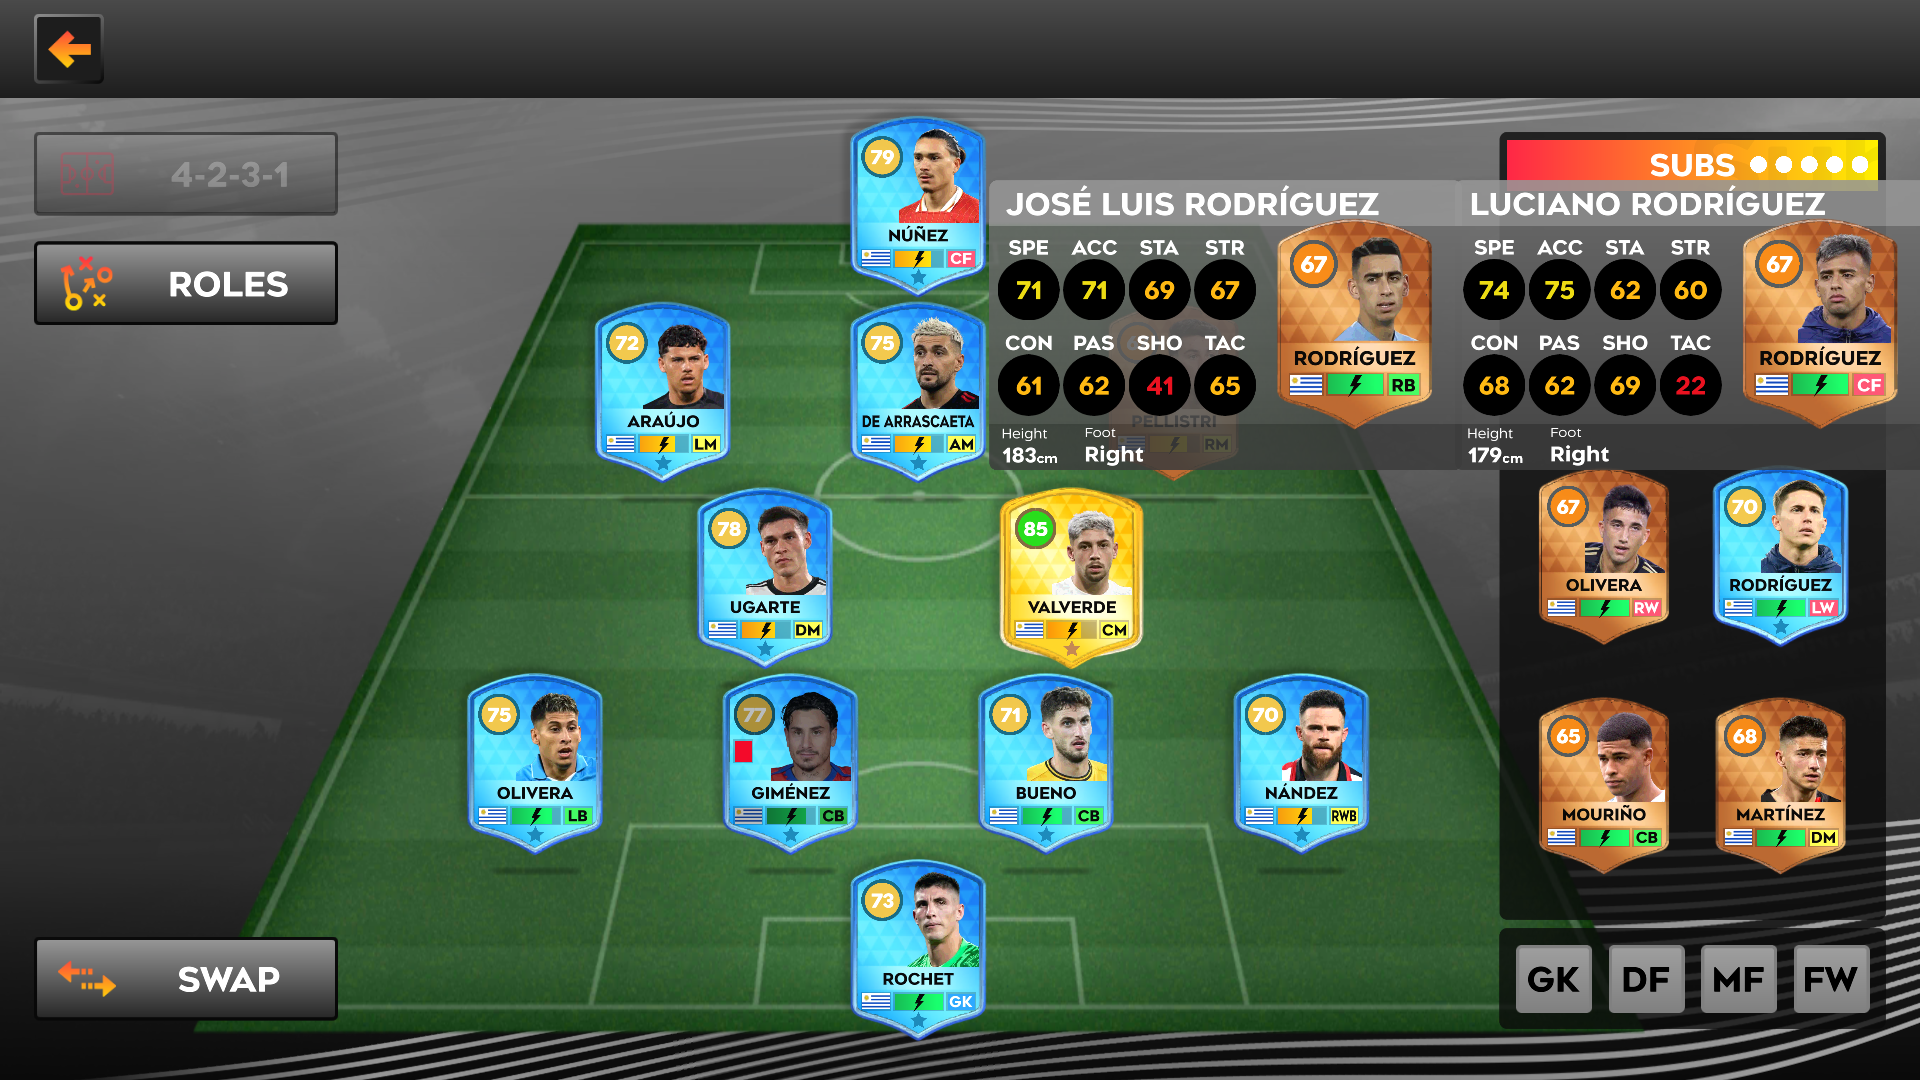 4-2-3-1
ROLES
SWAP
79
NÚÑEZ
CF
72
ARAÚJO
LM
75
DE ARRASCAETA
AM
PELLISTRI
RM
78
UGARTE
DM
85
VALVERDE
CM
75
OLIVERA
LB
77
GIMÉNEZ
CB
71
BUENO
CB
70
NÁNDEZ
RWB
73
ROCHET
GK
SUBS
JOSÉ LUIS RODRÍGUEZ
SPE ACC STA STR
71 71 69 67
CON PAS SHO TAC
61 62 41 65
Height Foot
183cm Right
67
RODRÍGUEZ
RB
LUCIANO RODRÍGUEZ
SPE ACC STA STR
74 75 62 60
CON PAS SHO TAC
68 62 69 22
Height Foot
179cm Right
67
RODRÍGUEZ
CF
67
OLIVERA
RW
70
RODRÍGUEZ
LW
65
MOURIÑO
CB
68
MARTÍNEZ
DM
GK DF MF FW